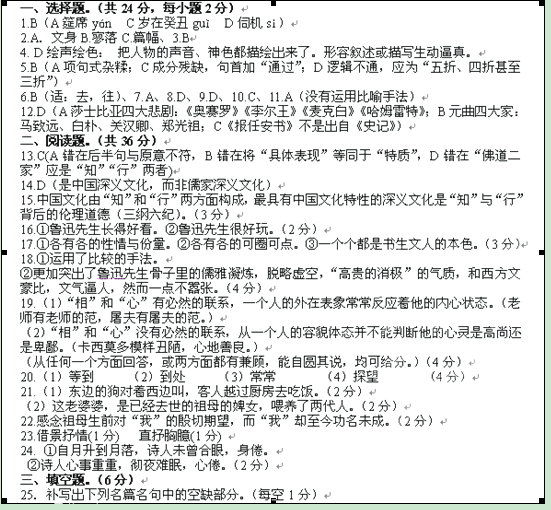 一、选择题。（共 24 分，每小题 2 分）
1.B（A 筵席 yán　C 岁在癸丑 guǐ　D 伺机 sì）
2.A．文身 B.寥落 C.篇幅、3.B
4. D 绘声绘色：　把人物的声音、神色都描绘出来了。形容叙述或描写生动逼真。
5.B（A 项句式杂糅；C 成分残缺，句首加“通过”；D 逻辑不通，应为“五折、四折甚至
三折”）
6.B（适：去，往）、7.A、8.D、9.D、10.C、11.A（没有运用比喻手法）
12.D（A 莎士比亚四大悲剧：《奥赛罗》《李尔王》《麦克白》《哈姆雷特》；B 元曲四大家：
马致远、白朴、关汉卿、郑光祖；C《报任安书》不是出自《史记》）
二、阅读题。（共 36 分）
13.C(A 错在后半句与原意不符，B 错在将“具体表现”等同于“特质”，D 错在“佛道二
家”应是“知”“行”两者)
14.D（是中国深义文化，而非儒家深义文化）
15.中国文化由“知”和“行”两方面构成，最具有中国文化特性的深义文化是“知”与“行”
背后的伦理道德（三纲六纪）。（3 分）
16.①鲁迅先生长得好看。②鲁迅先生很好玩。（2 分）
17.①各有各的性情与份量。②各有各的可圈可点。③一个个都是书生文人的本色。（3 分）
18.①运用了比较的手法。
②更加突出了鲁迅先生骨子里的儒雅凝炼，脱略虚空，“高贵的消极”的气质，和西方文
豪比，文气逼人，然而一点不嚣张。（4 分）
19.（1）“相”和“心”有必然的联系，一个人的外在表象常常反应着他的内心状态。（老
师有老师的范，屠夫有屠夫的范。）
（2）“相”和“心”没有必然的联系，从一个人的容貌体态并不能判断他的心灵是高尚还
是卑鄙。（卡西莫多模样丑陋，心地善良。）
（从任何一个方面回答，或两方面都有兼顾，能自圆其说，均可给分。）（4 分）
20.（1）等到　　（2）到处　　（3）常常　　（4）探望　　（4 分）
21.（1）东边的狗对着西边叫，客人越过厨房去吃饭。（2 分）
（2）这老婆婆，是已经去世的祖母的婢女，喂养了两代人。（2 分）
22.感念祖母生前对“我”的殷切期望，而“我”却至今功名未成。（2 分）
23.借景抒情(1 分)　直抒胸臆(1 分)
24. ①自月升到月落，诗人未曾合眼，身倦。
②诗人心事重重，彻夜难眠，心倦。（2 分）
三、填空题。（6 分）
25．补写出下列名篇名句中的空缺部分。（每空 1 分）